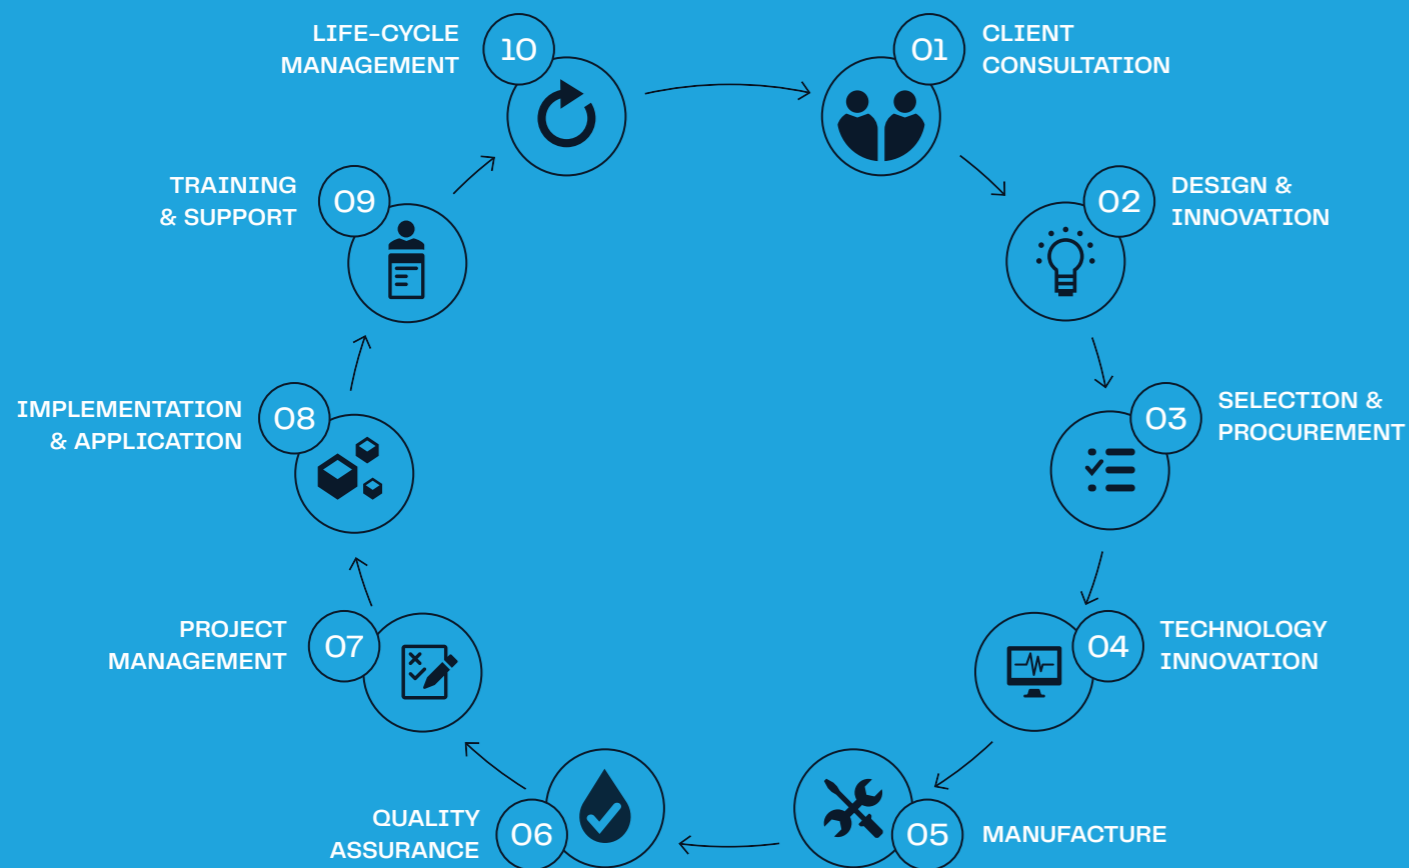 01
CLIENT
CONSULTATION
02
DESIGN &
INNOVATION
03
SELECTION &
PROCUREMENT
04
TECHNOLOGY
INNOVATION
05
MANUFACTURE
06
QUALITY
ASSURANCE
07
PROJECT
MANAGEMENT
08
IMPLEMENTATION
& APPLICATION
09
TRAINING
& SUPPORT
10
LIFE-CYCLE
MANAGEMENT